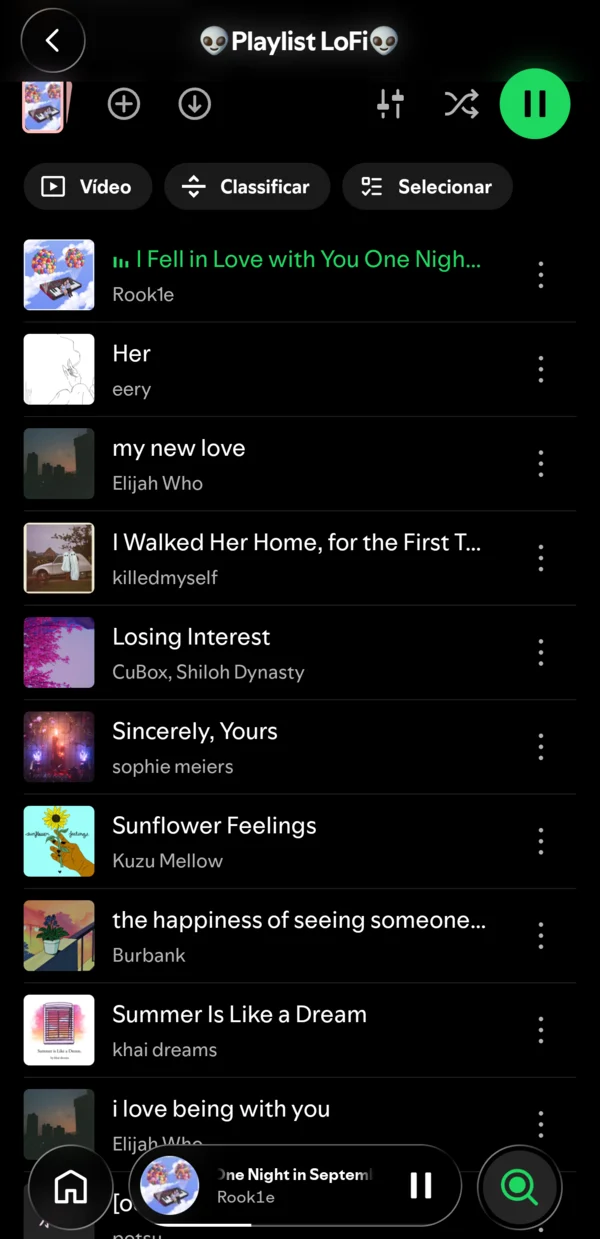 👽Playlist LoFi👽
Vídeo
Classificar
Selecionar
I Fell in Love with You One Nigh...
Rook1e
Her
eery
my new love
Elijah Who
I Walked Her Home, for the First T...
killedmyself
Losing Interest
CuBox, Shiloh Dynasty
Sincerely, Yours
sophie meiers
Sunflower Feelings
Kuzu Mellow
the happiness of seeing someone...
Burbank
Summer Is Like a Dream
khai dreams
i love being with you
Elijah Who
One Night in Septem
Rook1e
potsu